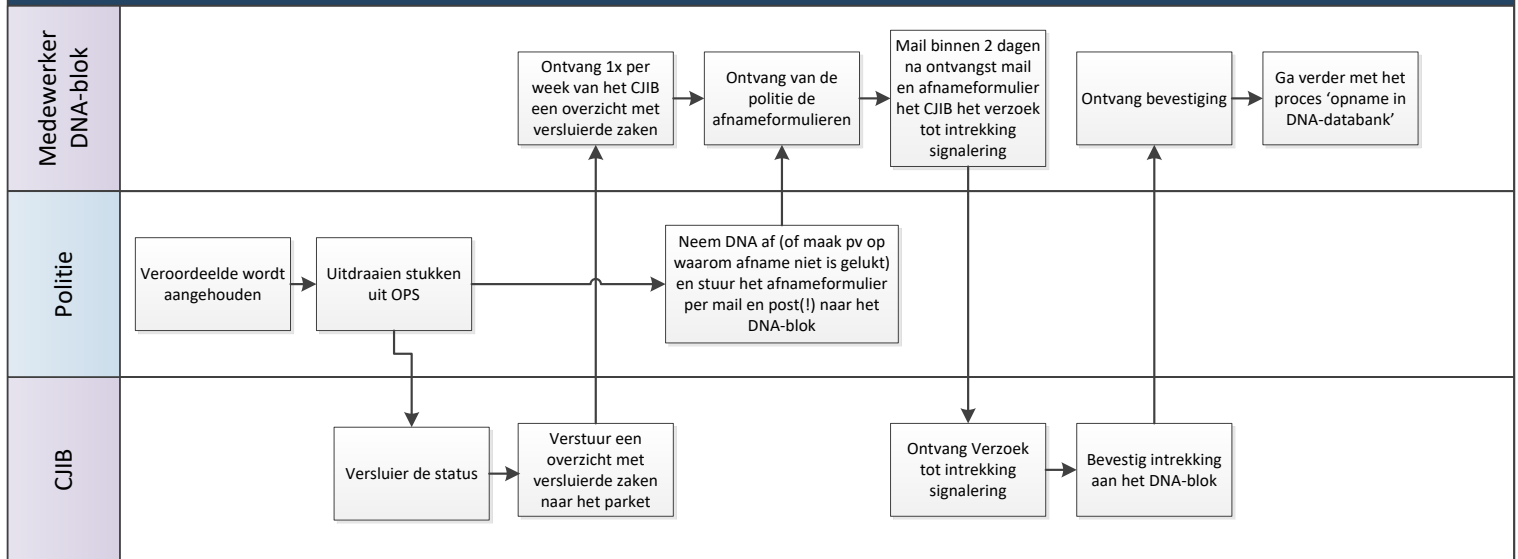 Medewerker
DNA-blok
Ontvang 1x per
week van het CJIB
een overzicht met
versluierde zaken
Ontvang van de
politie de
afnameformulieren
Mail binnen 2 dagen
na ontvangst mail
en afnameformulier
het CJIB het verzoek
tot intrekking
signalering
Ontvang bevestiging
Ga verder met het
proces ‘opname in
DNA-databank’
Politie
Veroordeelde wordt
aangehouden
Uitdraaien stukken
uit OPS
Neem DNA af (of maak pv op
waarom afname niet is gelukt)
en stuur het afnameformulier
per mail en post(!) naar het
DNA-blok
CJIB
Versluier de status
Verstuur een
overzicht met
versluierde zaken
naar het parket
Ontvang Verzoek
tot intrekking
signalering
Bevestig intrekking
aan het DNA-blok